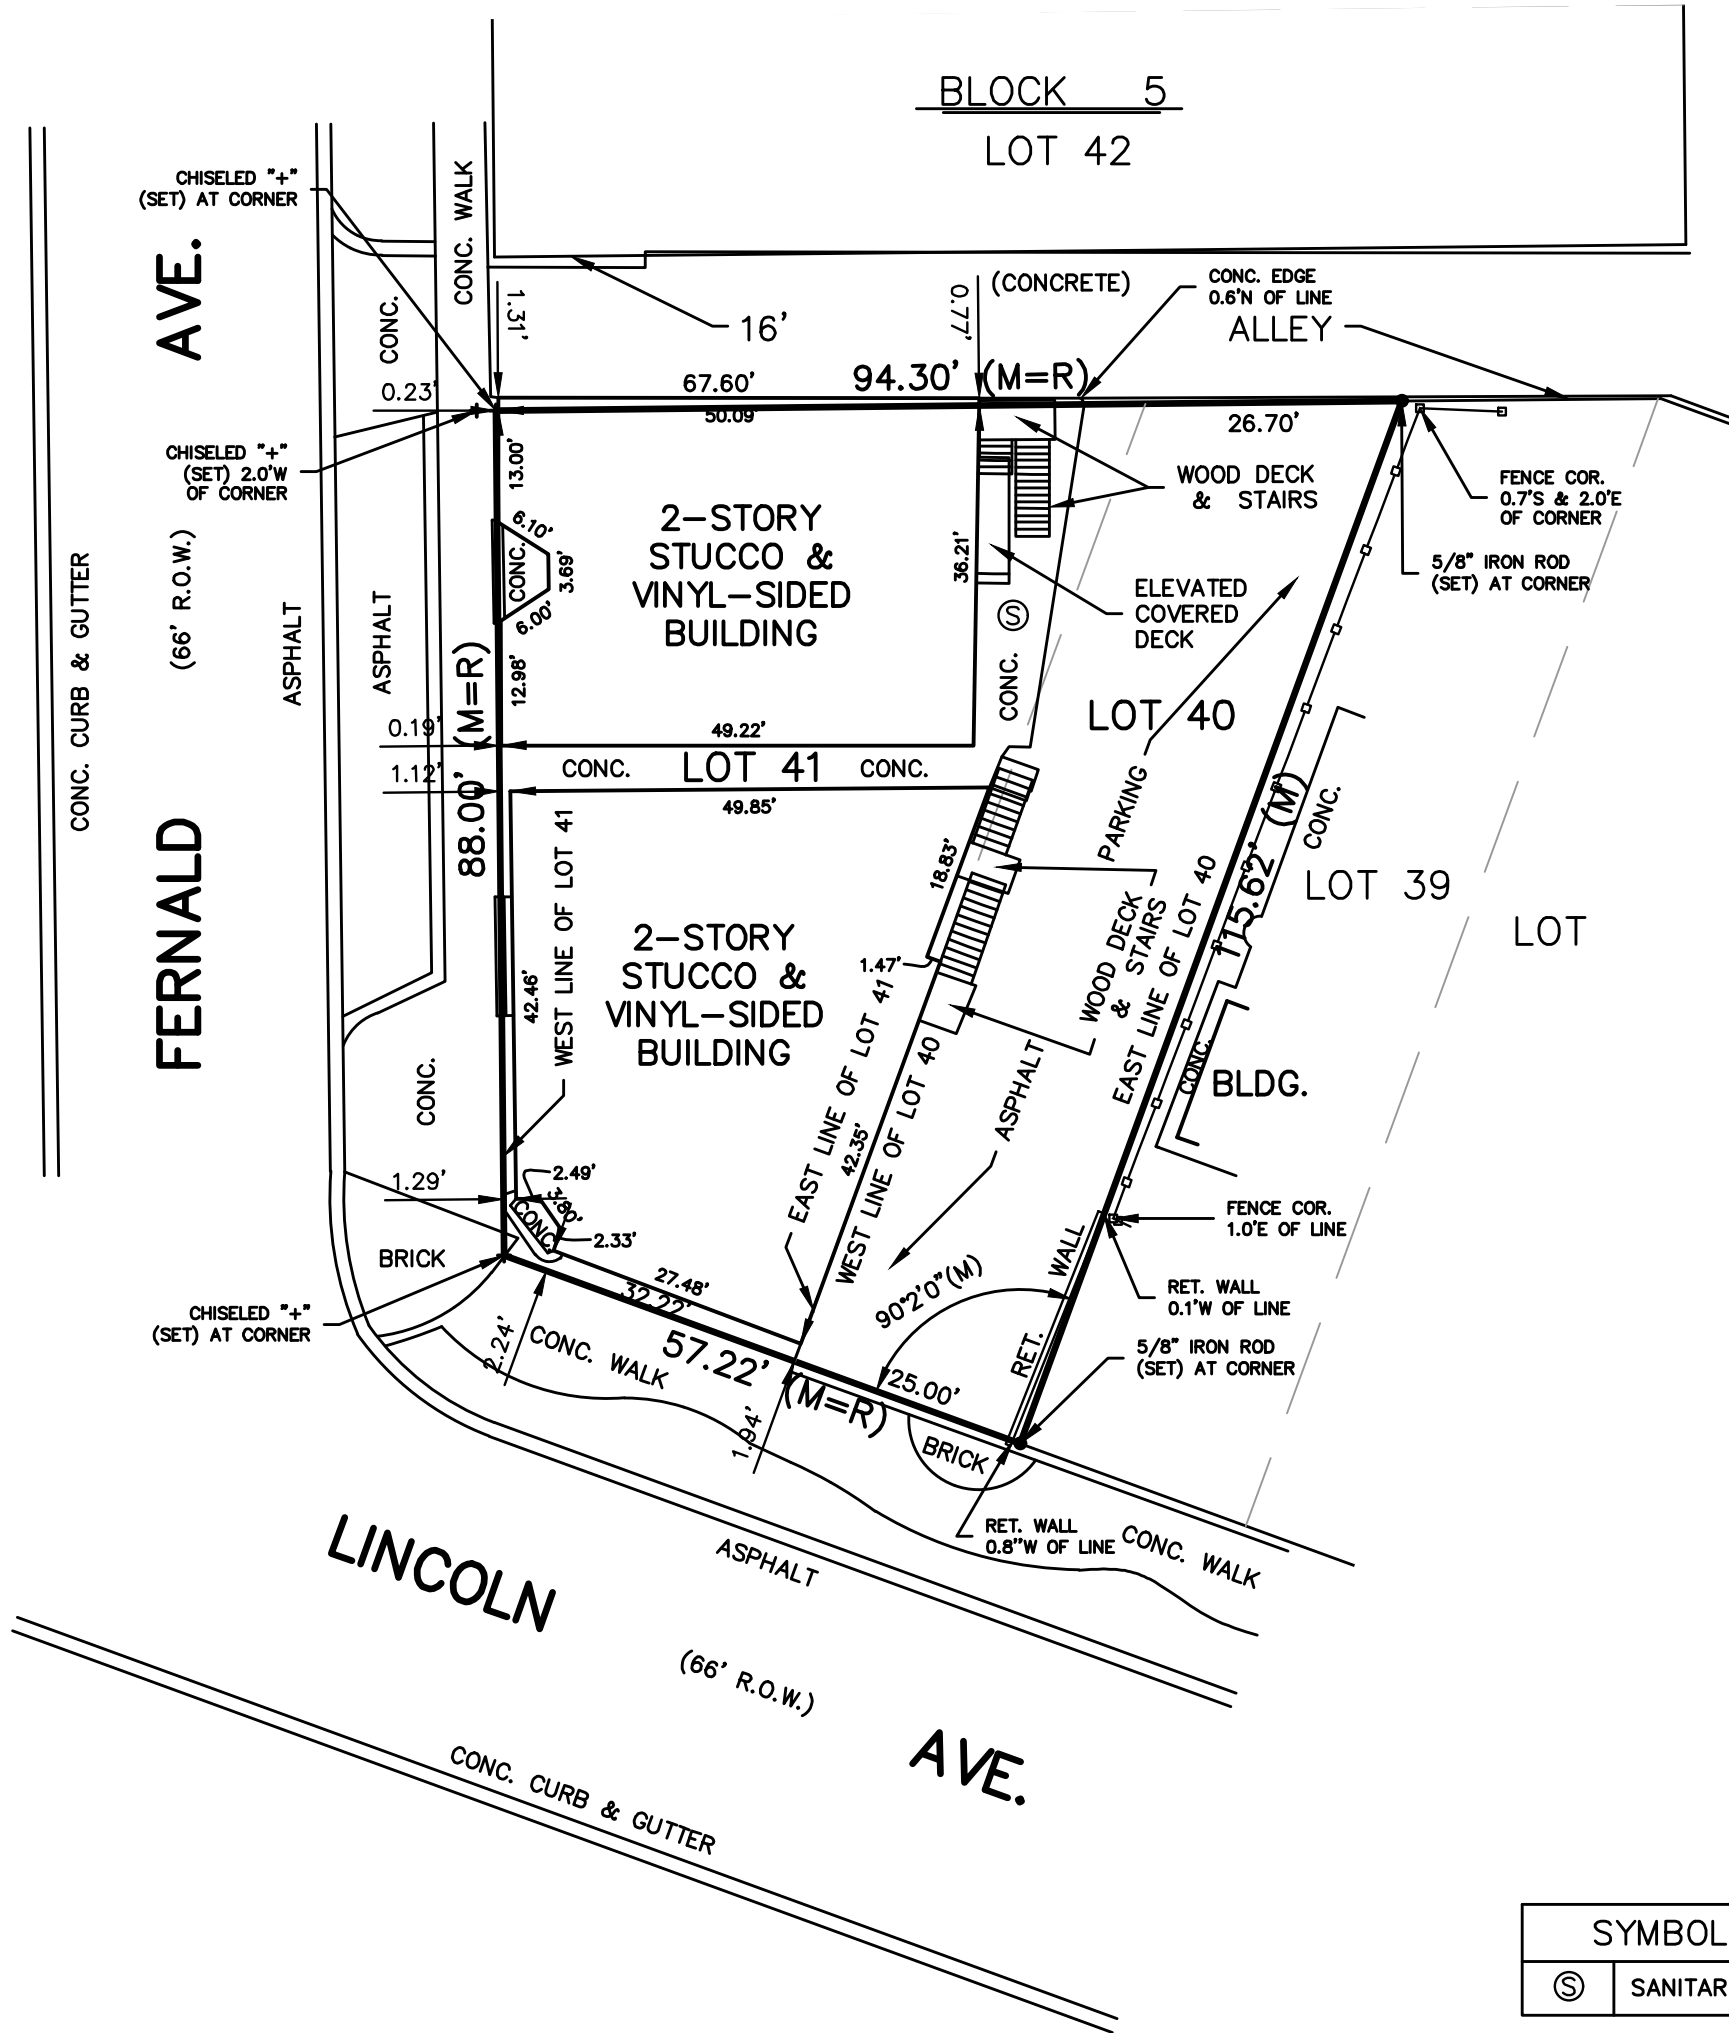 BLOCK 5
LOT 42
CHISELED "+"
(SET) AT CORNER
CONC. WALK
AVE.
CONC.
1.31'
16'
0.77'
(CONCRETE)
CONC. EDGE
0.6'N OF LINE
ALLEY
0.23'
67.60'
94.30' (M=R)
50.09'
26.70'
CHISELED "+"
(SET) 2.0'W
OF CORNER
13.00'
6.10'
CONC.
3.69'
6.00'
12.98'
2-STORY
STUCCO &
VINYL-SIDED
BUILDING
36.21'
WOOD DECK
& STAIRS
FENCE COR.
0.7'S & 2.0'E
OF CORNER
5/8" IRON ROD
(SET) AT CORNER
ELEVATED
COVERED
DECK
S
CONC.
CONC. CURB & GUTTER
(66' R.O.W.)
ASPHALT
ASPHALT
88.00' (M=R)
0.19'
49.22'
LOT 40
1.12'
CONC.
LOT 41
CONC.
49.85'
PARKING
115.62' (M)
CONC.
FERNALD
WEST LINE OF LOT 41
42.46'
2-STORY
STUCCO &
VINYL-SIDED
BUILDING
18.83'
1.47'
WOOD DECK
& STAIRS
EAST LINE OF LOT 40
LOT 39
LOT
EAST LINE OF LOT 41
42.35'
WEST LINE OF LOT 40
ASPHALT
CONC.
BLDG.
CONC.
1.29'
2.49'
3.80'
CONC.
2.33'
BRICK
27.48'
32.22'
57.22' (M=R)
CHISELED "+"
(SET) AT CORNER
2.24'
CONC. WALK
1.94'
90°2'0"(M)
RET. WALL
25.00'
BRICK
FENCE COR.
1.0'E OF LINE
RET. WALL
0.1'W OF LINE
5/8" IRON ROD
(SET) AT CORNER
RET. WALL
0.8"W OF LINE
CONC. WALK
ASPHALT
LINCOLN
(66' R.O.W.)
AVE.
CONC. CURB & GUTTER
SYMBOL
S SANITAR